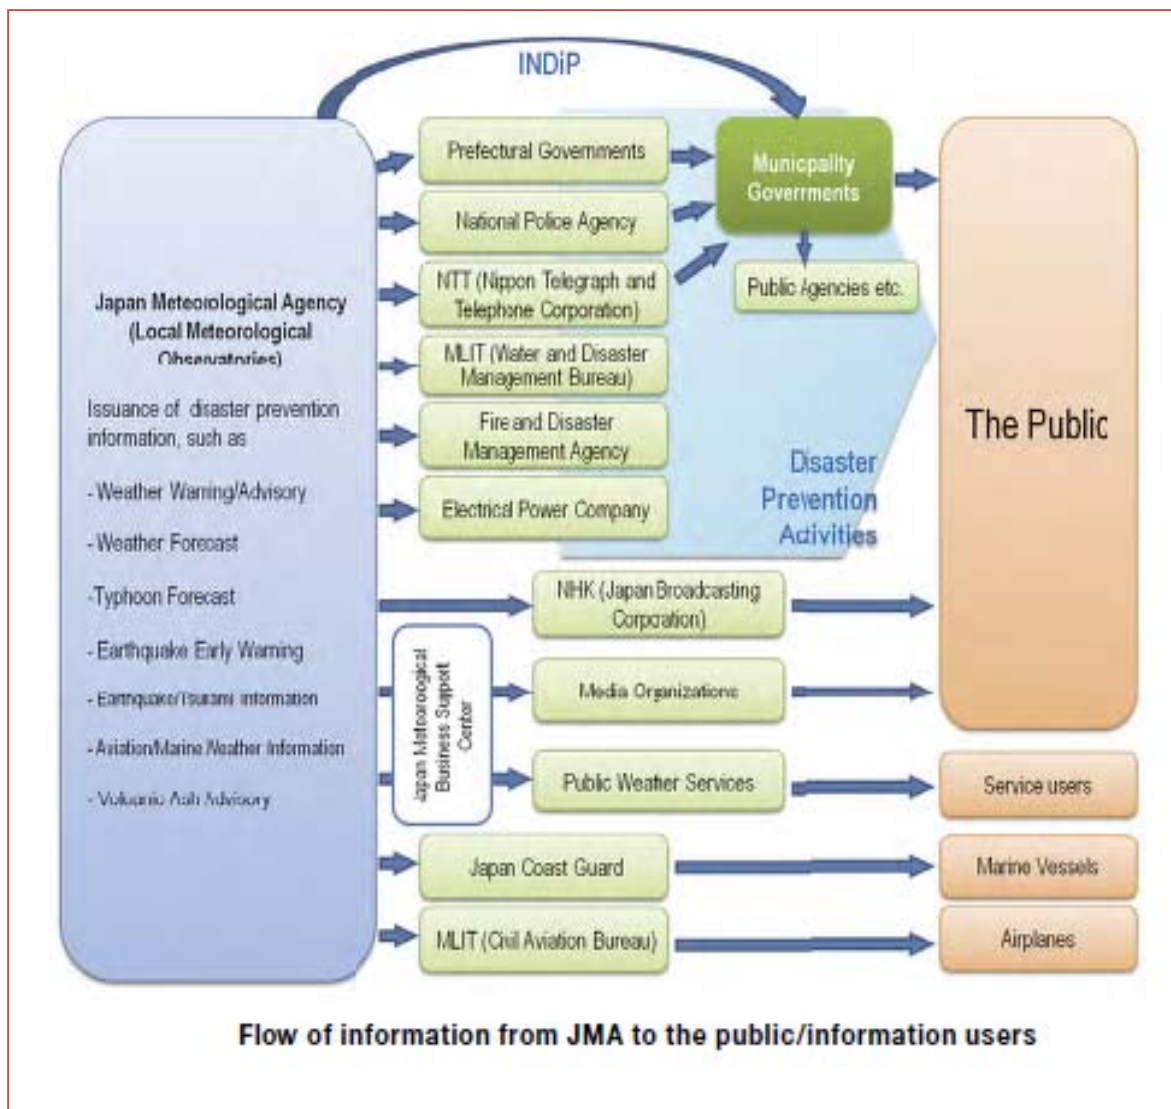 INDiP
Japan Meteorological Agency
(Local Meteorological
Observatories)
Issuance of disaster prevention
information, such as
- Weather Warning/Advisory
- Weather Forecast
-Typhoon Forecast
- Earthquake Early Warning
- Earthquake/Tsunami Information
- Aviation/Marine Weather Information
- Volcanic Ash Advisory
Prefectural Governments
National Police Agency
NTT (Nippon Telegraph and
Telephone Corporation)
MLIT (Water and Disaster
Management Bureau)
Fire and Disaster
Management Agency
Electrical Power Company
Municpality
Goverrments
Public Agencies etc.
Disaster
Prevention
Activities
NHK (Japan Broadcasting
Corporation)
Japan Meteorological
Business Support
Center
Media Organizations
Public Weather Services
Japan Coast Guard
MLIT (Civil Aviation Bureau)
The Public
Service users
Marine Vessels
Airplanes
Flow of information from JMA to the public/information users